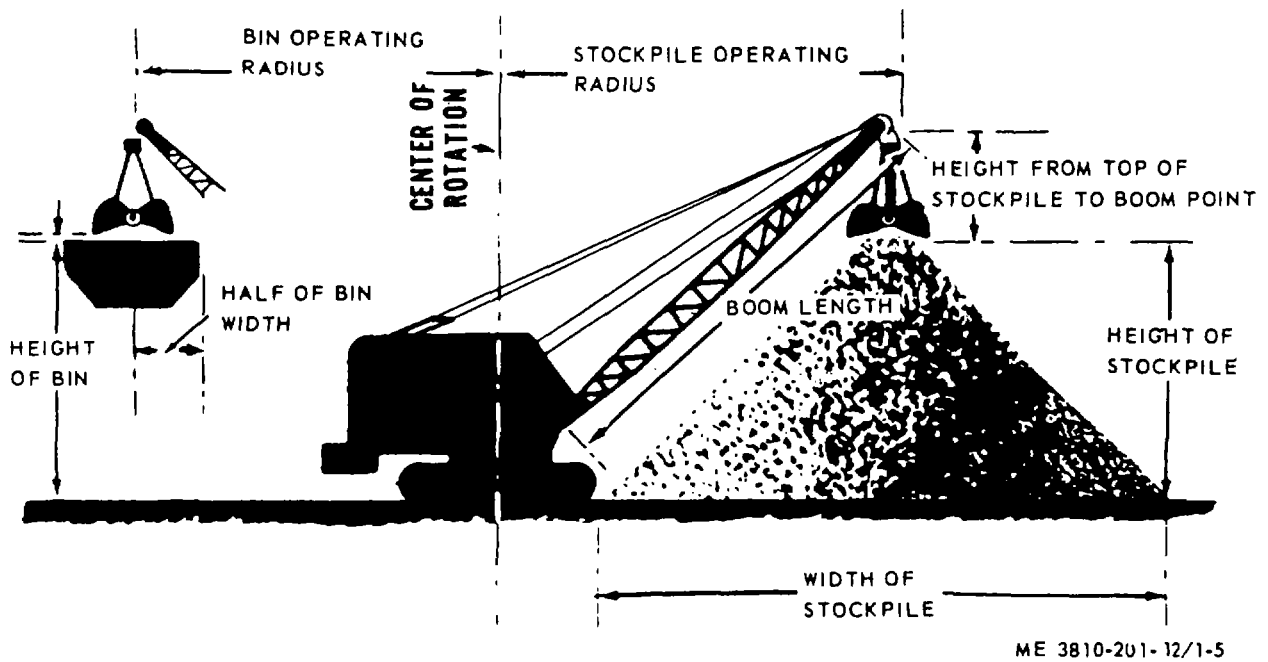 BIN OPERATING
RADIUS
STOCKPILE OPERATING
RADIUS
CENTER OF
ROTATION
HEIGHT FROM TOP OF
STOCKPILE TO BOOM POINT
HALF OF BIN
WIDTH
BOOM LENGTH
HEIGHT
OF BIN
HEIGHT OF
STOCKPILE
WIDTH OF
STOCKPILE
ME 3810-201-12/1-5